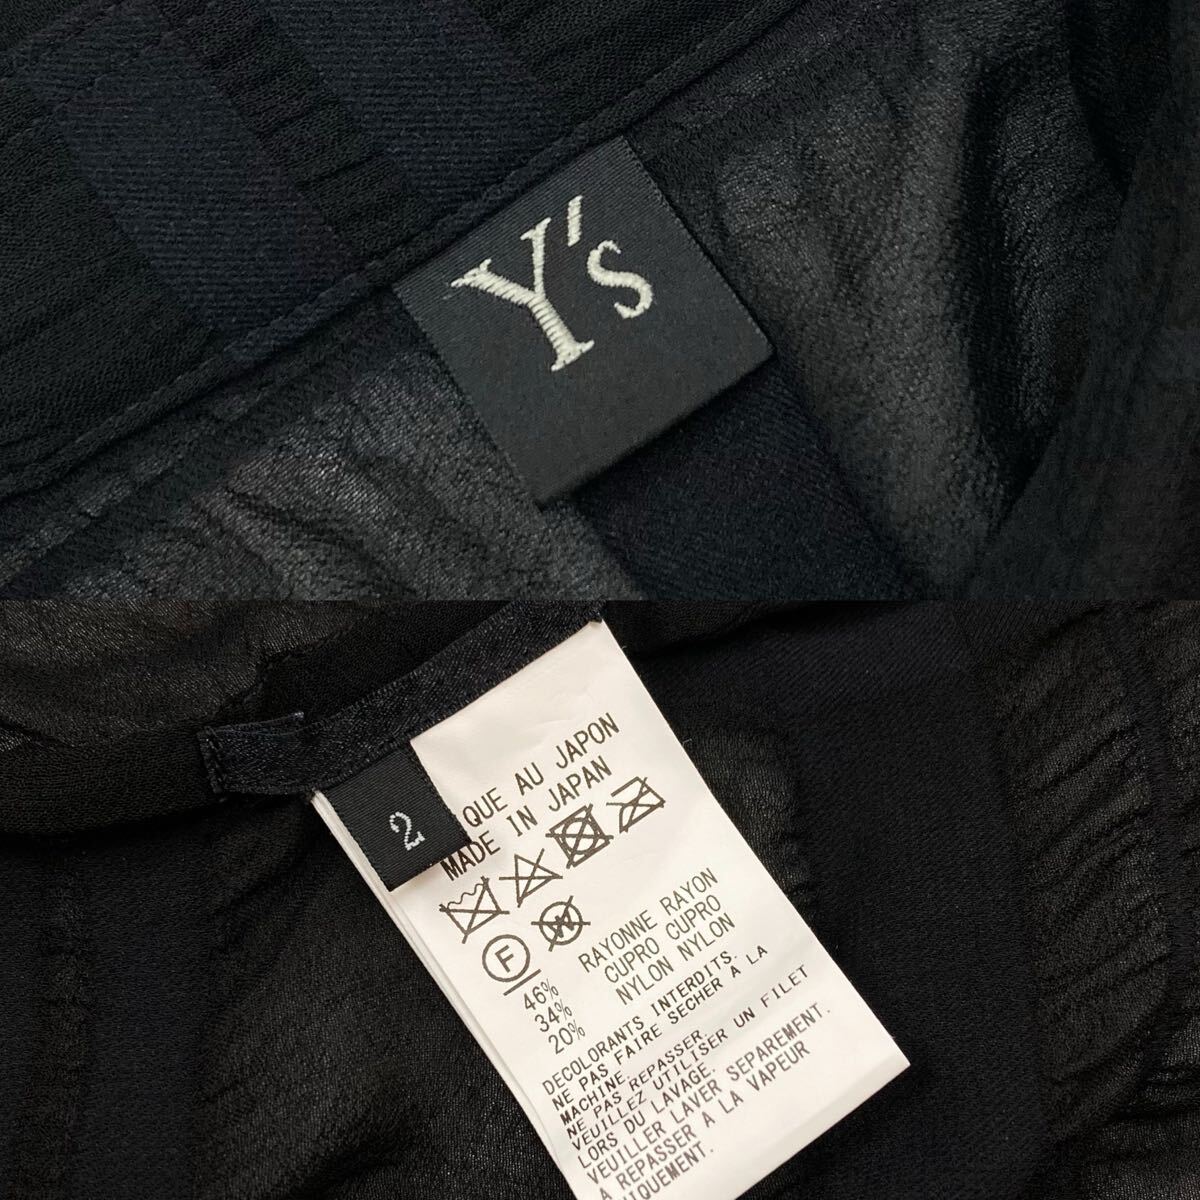 Y's
2
QUE AU JAPON
MADE IN JAPAN
F W
46% RAYONNE RAYON
34% CUPRO CUPRO
20% NYLON NYLON
DECOLORANTS INTERDITS.
NE PAS FAIRE SECHER A LA
MACHINE.
NE PAS REPASSER.
VEUILLEZ UTILISER UN FILET
LORS DU LAVAGE.
VEUILLER LAVER SEPAREMENT.
A REPASSER A LA VAPEUR
NIQUEMENT.